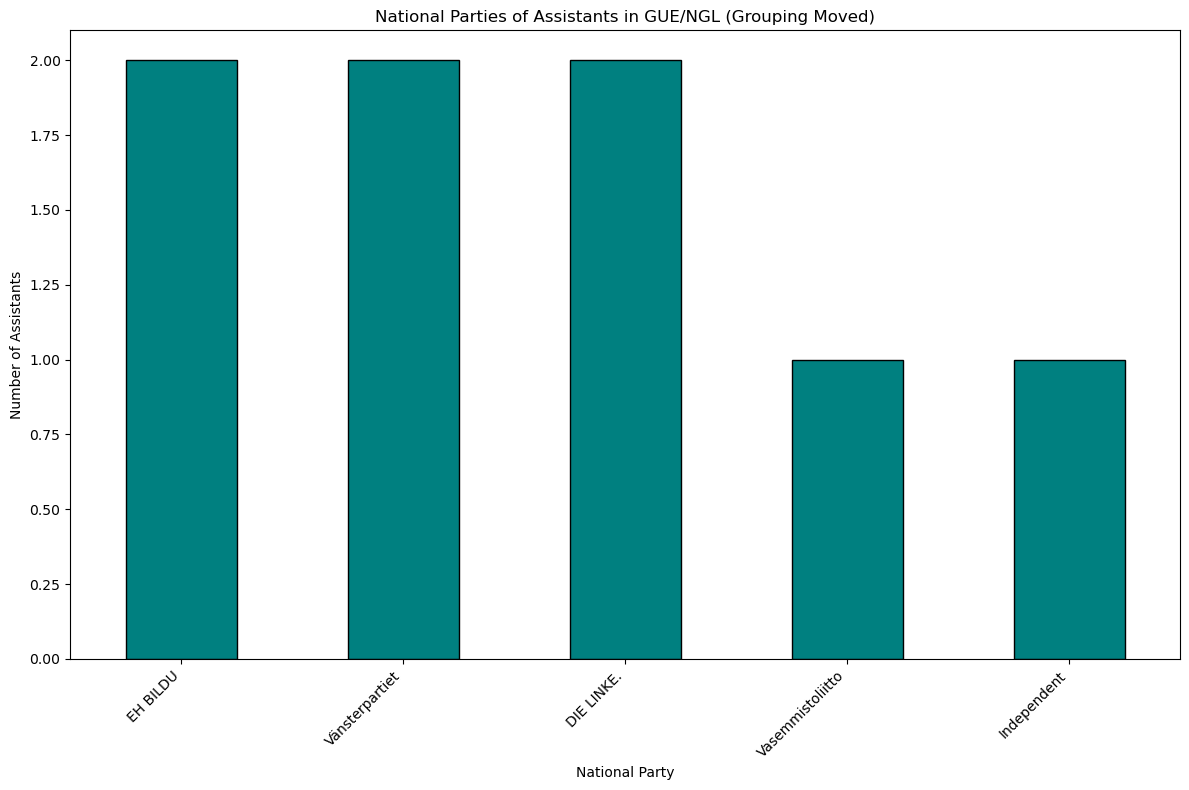 National Parties of Assistants in GUE/NGL (Grouping Moved)
Number of Assistants
2.00
1.75
1.50
1.25
1.00
0.75
0.50
0.25
0.00
EH BILDU
Vänsterpartiet
DIE LINKE.
Vasemmistoliitto
Independent
National Party